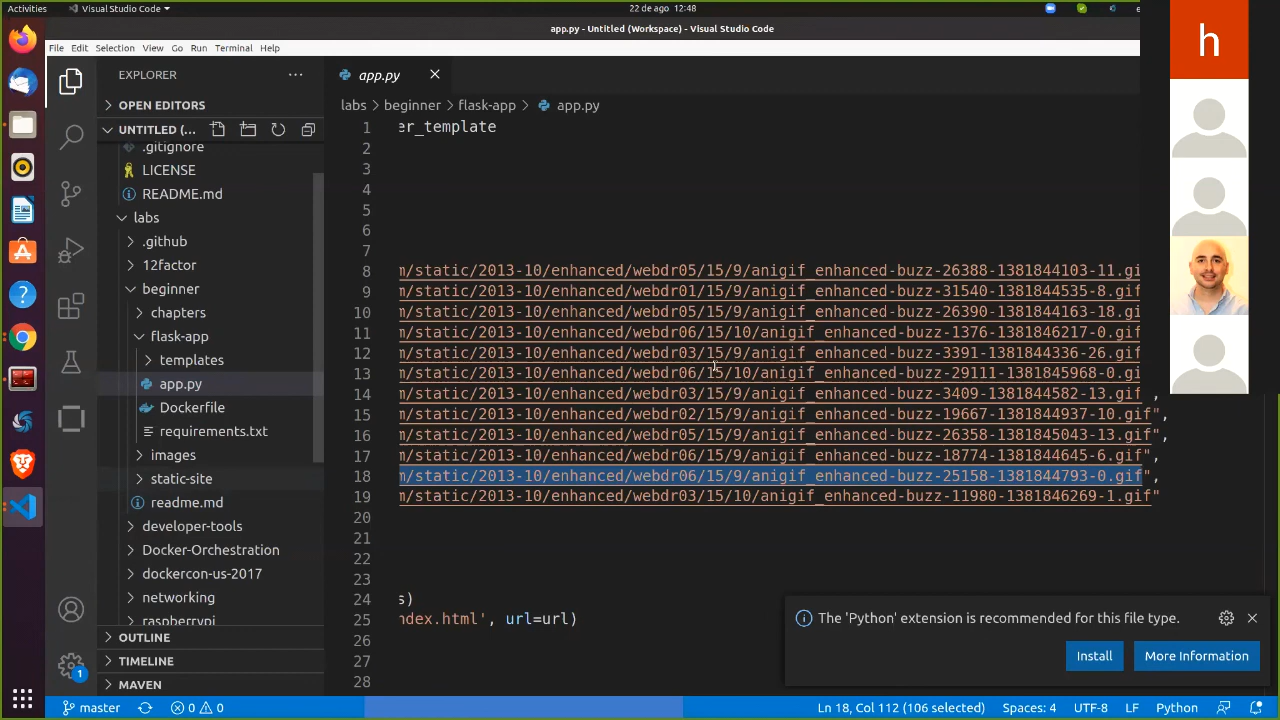 Activities
Visual Studio Code
22 de ago 12:48
app.py - Untitled (Workspace) - Visual Studio Code
File Edit Selection View Go Run Terminal Help
EXPLORER
OPEN EDITORS
UNTITLED (...
.gitignore
LICENSE
README.md
labs
.github
12factor
beginner
chapters
flask-app
templates
app.py
Dockerfile
requirements.txt
images
static-site
readme.md
developer-tools
Docker-Orchestration
dockercon-us-2017
networking
raspberrypi
OUTLINE
TIMELINE
MAVEN
1
app.py
labs > beginner > flask-app > app.py
1 er_template
2
3
4
5
6
7
8 m/static/2013-10/enhanced/webdr05/15/9/anigif_enhanced-buzz-26388-1381844103-11.gi
9 m/static/2013-10/enhanced/webdr01/15/9/anigif_enhanced-buzz-31540-1381844535-8.gif
10 m/static/2013-10/enhanced/webdr05/15/9/anigif_enhanced-buzz-26390-1381844163-18.gi
11 m/static/2013-10/enhanced/webdr06/15/10/anigif_enhanced-buzz-1376-1381846217-0.gif
12 m/static/2013-10/enhanced/webdr03/15/9/anigif_enhanced-buzz-3391-1381844336-26.gif
13 m/static/2013-10/enhanced/webdr06/15/10/anigif_enhanced-buzz-29111-1381845968-0.gi
14 m/static/2013-10/enhanced/webdr03/15/9/anigif_enhanced-buzz-3409-1381844582-13.gif ,
15 m/static/2013-10/enhanced/webdr02/15/9/anigif_enhanced-buzz-19667-1381844937-10.gif",
16 m/static/2013-10/enhanced/webdr05/15/9/anigif_enhanced-buzz-26358-1381845043-13.gif",
17 m/static/2013-10/enhanced/webdr06/15/9/anigif_enhanced-buzz-18774-1381844645-6.gif",
18 m/static/2013-10/enhanced/webdr06/15/9/anigif_enhanced-buzz-25158-1381844793-0.gif",
19 m/static/2013-10/enhanced/webdr03/15/10/anigif_enhanced-buzz-11980-1381846269-1.gif"
20
21
22
23
24 s)
25 ndex.html', url=url)
26
27
28
h
The 'Python' extension is recommended for this file type.
Install
More Information
master
0 0
Ln 18, Col 112 (106 selected)
Spaces: 4
UTF-8
LF
Python